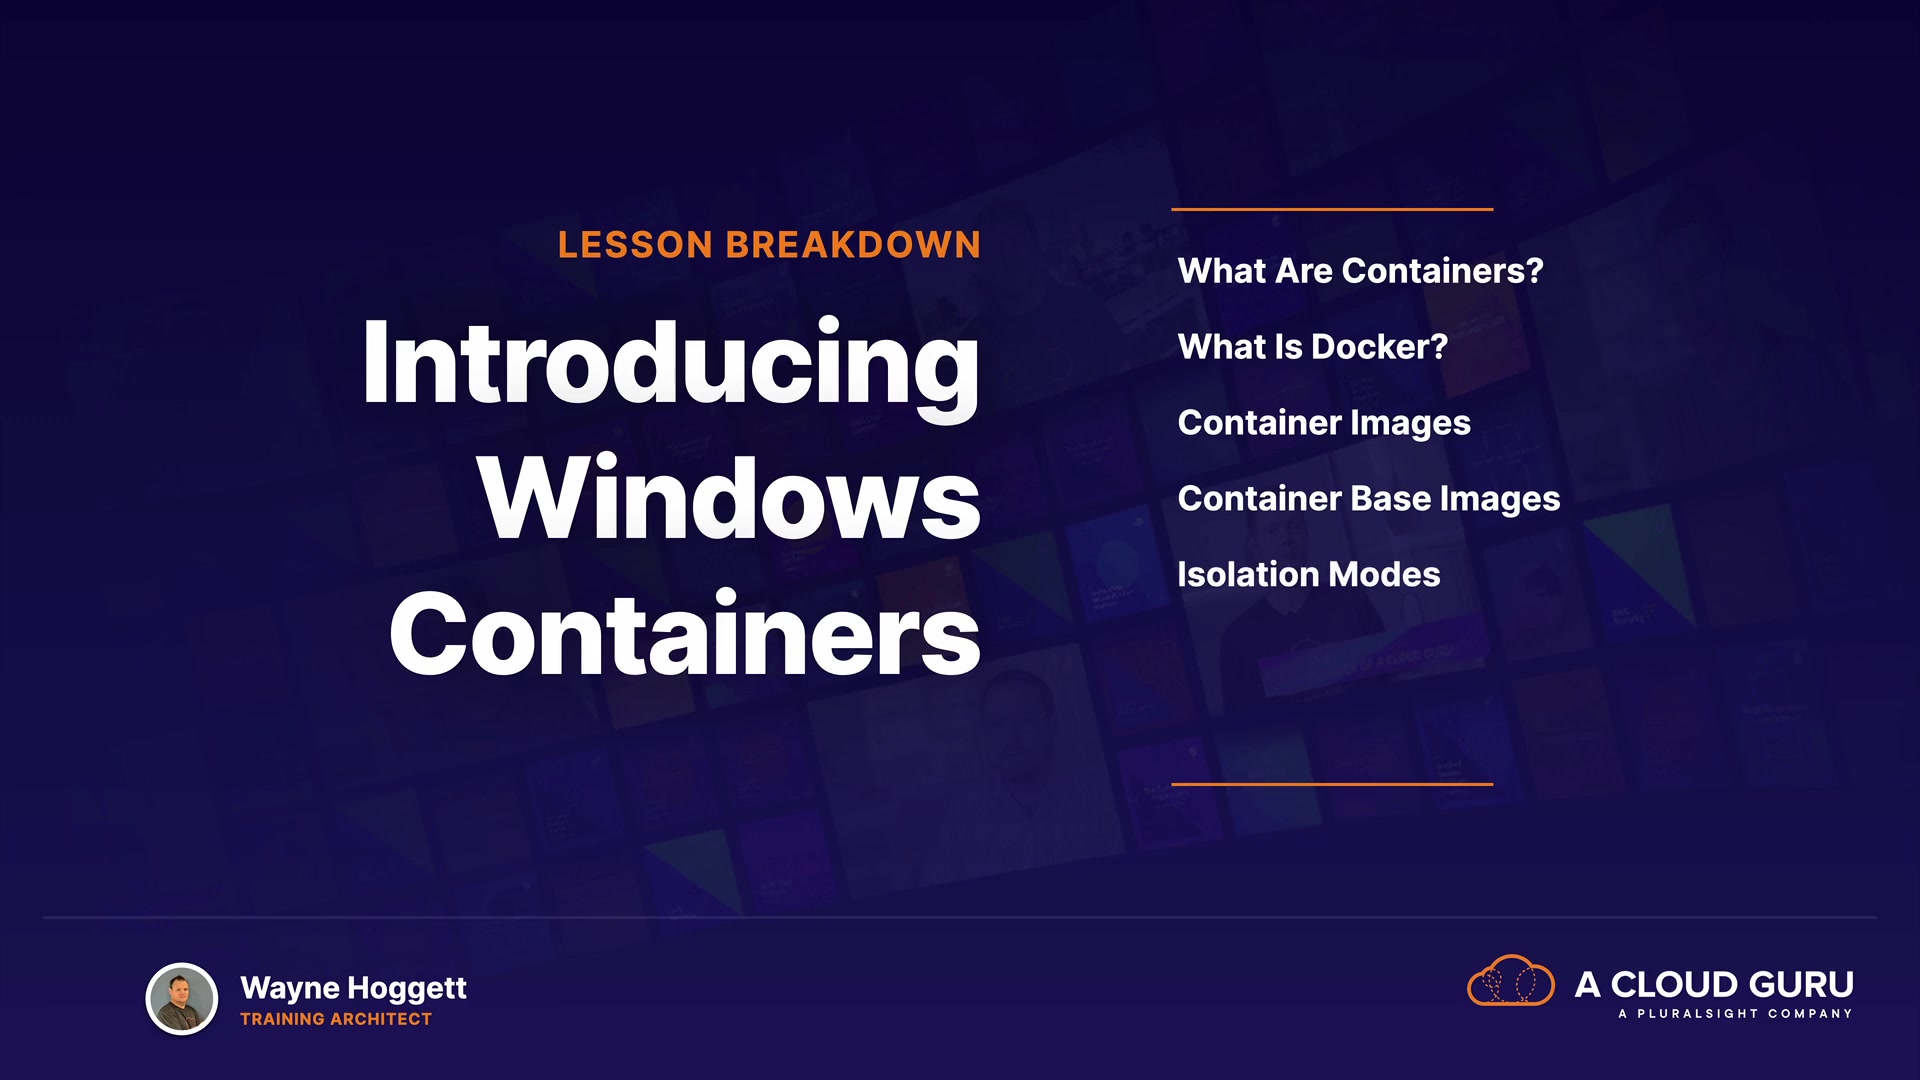 LESSON BREAKDOWN
Introducing
Windows
Containers
What Are Containers?
What Is Docker?
Container Images
Container Base Images
Isolation Modes
Wayne Hoggett
TRAINING ARCHITECT
A CLOUD GURU
A PLURALSIGHT COMPANY